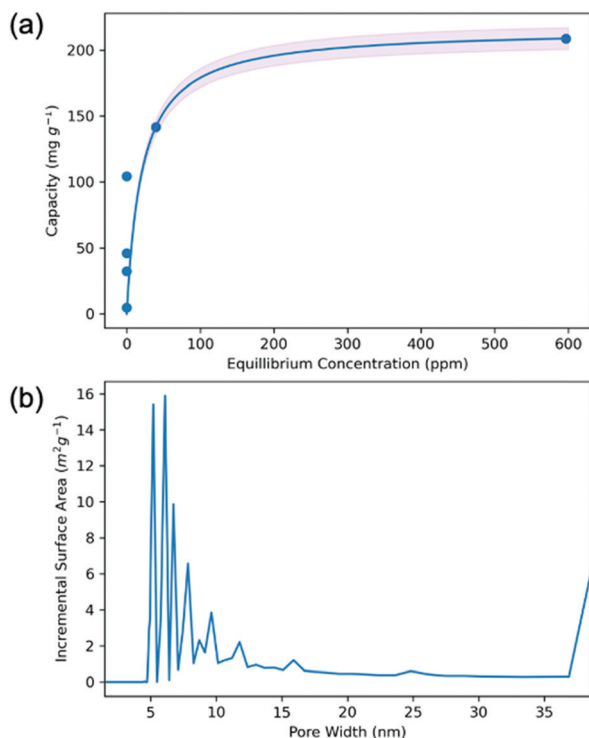 (a)
200
150
100
50
0
Capacity (mg g⁻¹)
0 100 200 300 400 500 600
Equillibrium Concentration (ppm)
(b)
16
14
12
10
8
6
4
2
0
Incremental Surface Area (m²g⁻¹)
5 10 15 20 25 30 35
Pore Width (nm)